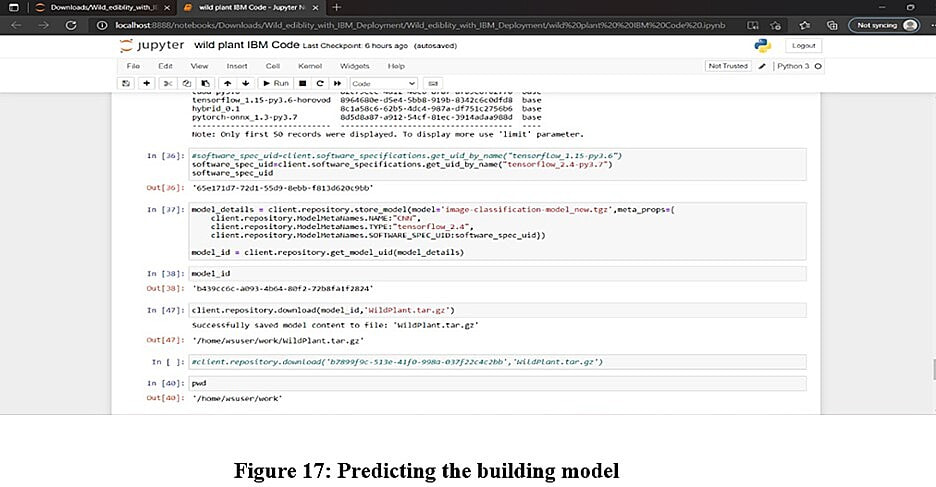 Downloads/Wild_ediblity_with_I
wild plant IBM Code - Jupyter N
localhost:8888/notebooks/Downloads/Wild_ediblity_with_IBM_Deployment/Wild_ediblity_with_IBM_Deployment/wild%20plant%20%20IBM%20Code%20.ipynb
Not syncing
jupyter wild plant IBM Code Last Checkpoint: 6 hours ago (autosaved)
Logout
File Edit View Insert Cell Kernel Widgets Help
Not Trusted
Python 3
Run
Code
tensorflow_1.15-py3.6-horovod 8964680e-d5e4-5bb8-919b-8342c6c0dfd8 base
hybrid_0.1 8c1a58c6-62b5-4dc4-987a-df751c2756b6 base
pytorch-onnx_1.3-py3.7 8d5d8a87-a912-54cf-81ec-3914adaa988d base
Note: Only first 50 records were displayed. To display more use 'limit' parameter.
In [36]: #software_spec_uid=client.software_specifications.get_uid_by_name("tensorflow_1.15-py3.6")
software_spec_uid=client.software_specifications.get_uid_by_name("tensorflow_2.4-py3.7")
software_spec_uid
Out[36]: '65e171d7-72d1-55d9-8ebb-f813d620c9bb'
In [37]: model_details = client.repository.store_model(model='image-classification-model_new.tgz',meta_props={
client.repository.ModelMetaNames.NAME:"CNN",
client.repository.ModelMetaNames.TYPE:"tensorflow_2.4",
client.repository.ModelMetaNames.SOFTWARE_SPEC_UID:software_spec_uid})
model_id = client.repository.get_model_uid(model_details)
In [38]: model_id
Out[38]: 'b439cc6c-a093-4b64-80f2-72b8fa1f2824'
In [47]: client.repository.download(model_id,'WildPlant.tar.gz')
Successfully saved model content to file: 'WildPlant.tar.gz'
Out[47]: '/home/wsuser/work/WildPlant.tar.gz'
In [ ]: #client.repository.download('b7899f9c-513e-41f0-998a-037f22c4c2bb','WildPlant.tar.gz')
In [40]: pwd
Out[40]: '/home/wsuser/work'
Figure 17: Predicting the building model